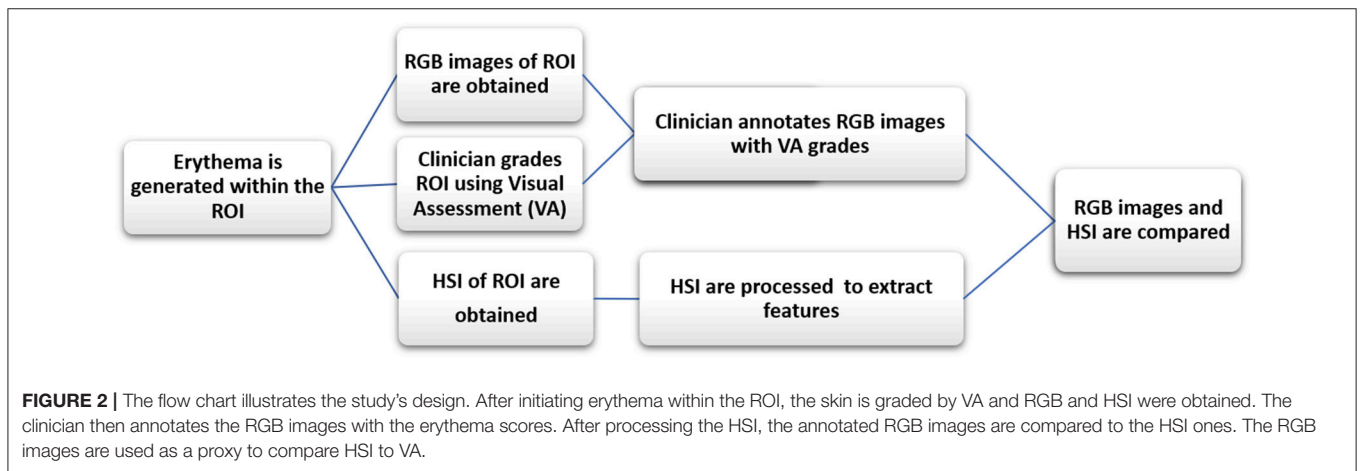 Erythema is
generated within the
ROI
RGB images of ROI
are obtained
Clinician grades
ROI using Visual
Assessment (VA)
HSI of ROI are
obtained
Clinician annotates RGB images
with VA grades
HSI are processed to extract
features
RGB images and
HSI are compared
FIGURE 2 | The flow chart illustrates the study's design. After initiating erythema within the ROI, the skin is graded by VA and RGB and HSI were obtained. The
clinician then annotates the RGB images with the erythema scores. After processing the HSI, the annotated RGB images are compared to the HSI ones. The RGB
images are used as a proxy to compare HSI to VA.